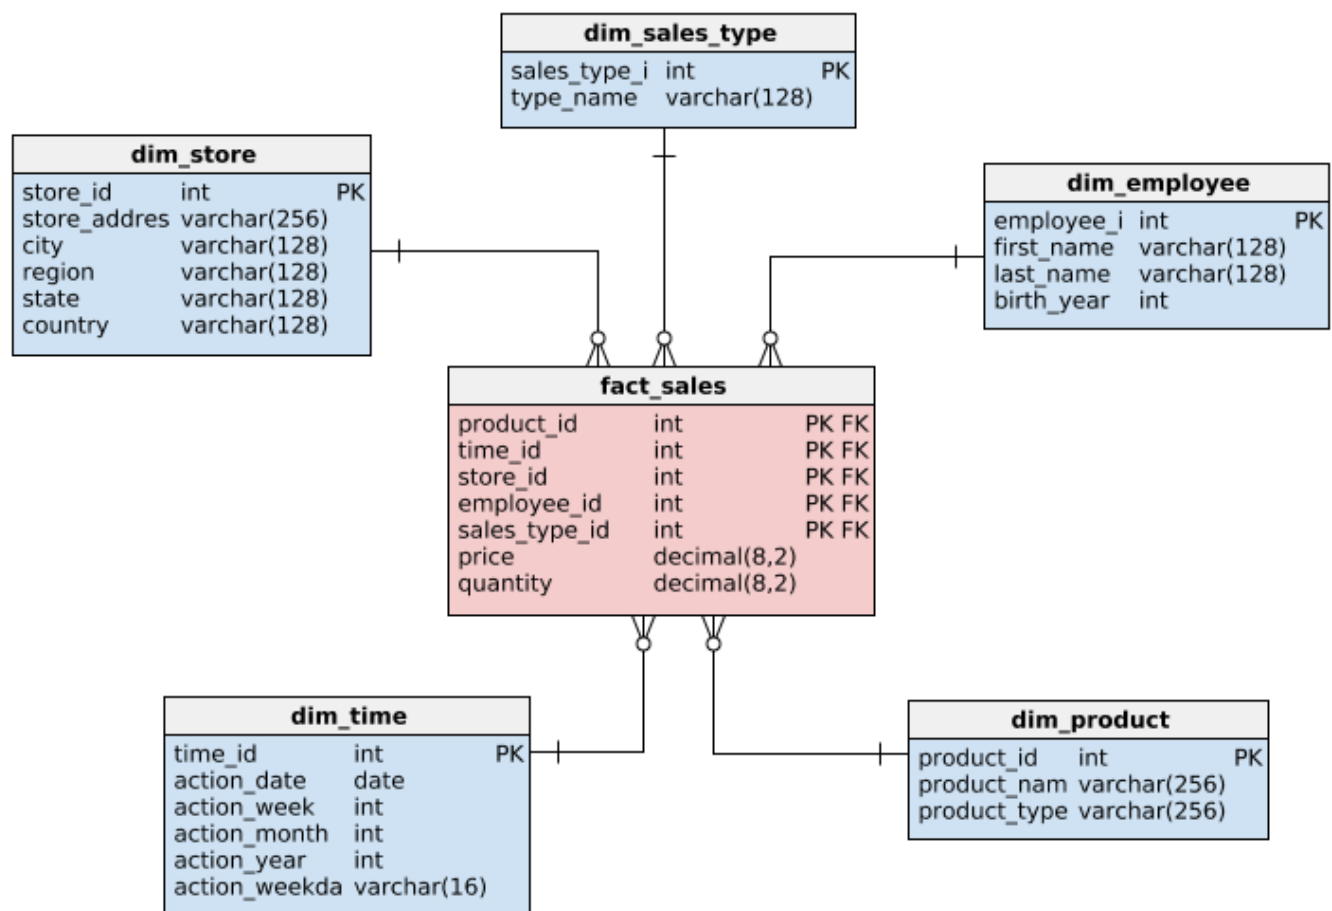 dim_sales_type
sales_type_i int PK
type_name varchar(128)
dim_store
store_id int PK
store_addres varchar(256)
city varchar(128)
region varchar(128)
state varchar(128)
country varchar(128)
dim_employee
employee_i int PK
first_name varchar(128)
last_name varchar(128)
birth_year int
fact_sales
product_id int PK FK
time_id int PK FK
store_id int PK FK
employee_id int PK FK
sales_type_id int PK FK
price decimal(8,2)
quantity decimal(8,2)
dim_time
time_id int PK
action_date date
action_week int
action_month int
action_year int
action_weekda varchar(16)
dim_product
product_id int PK
product_nam varchar(256)
product_type varchar(256)